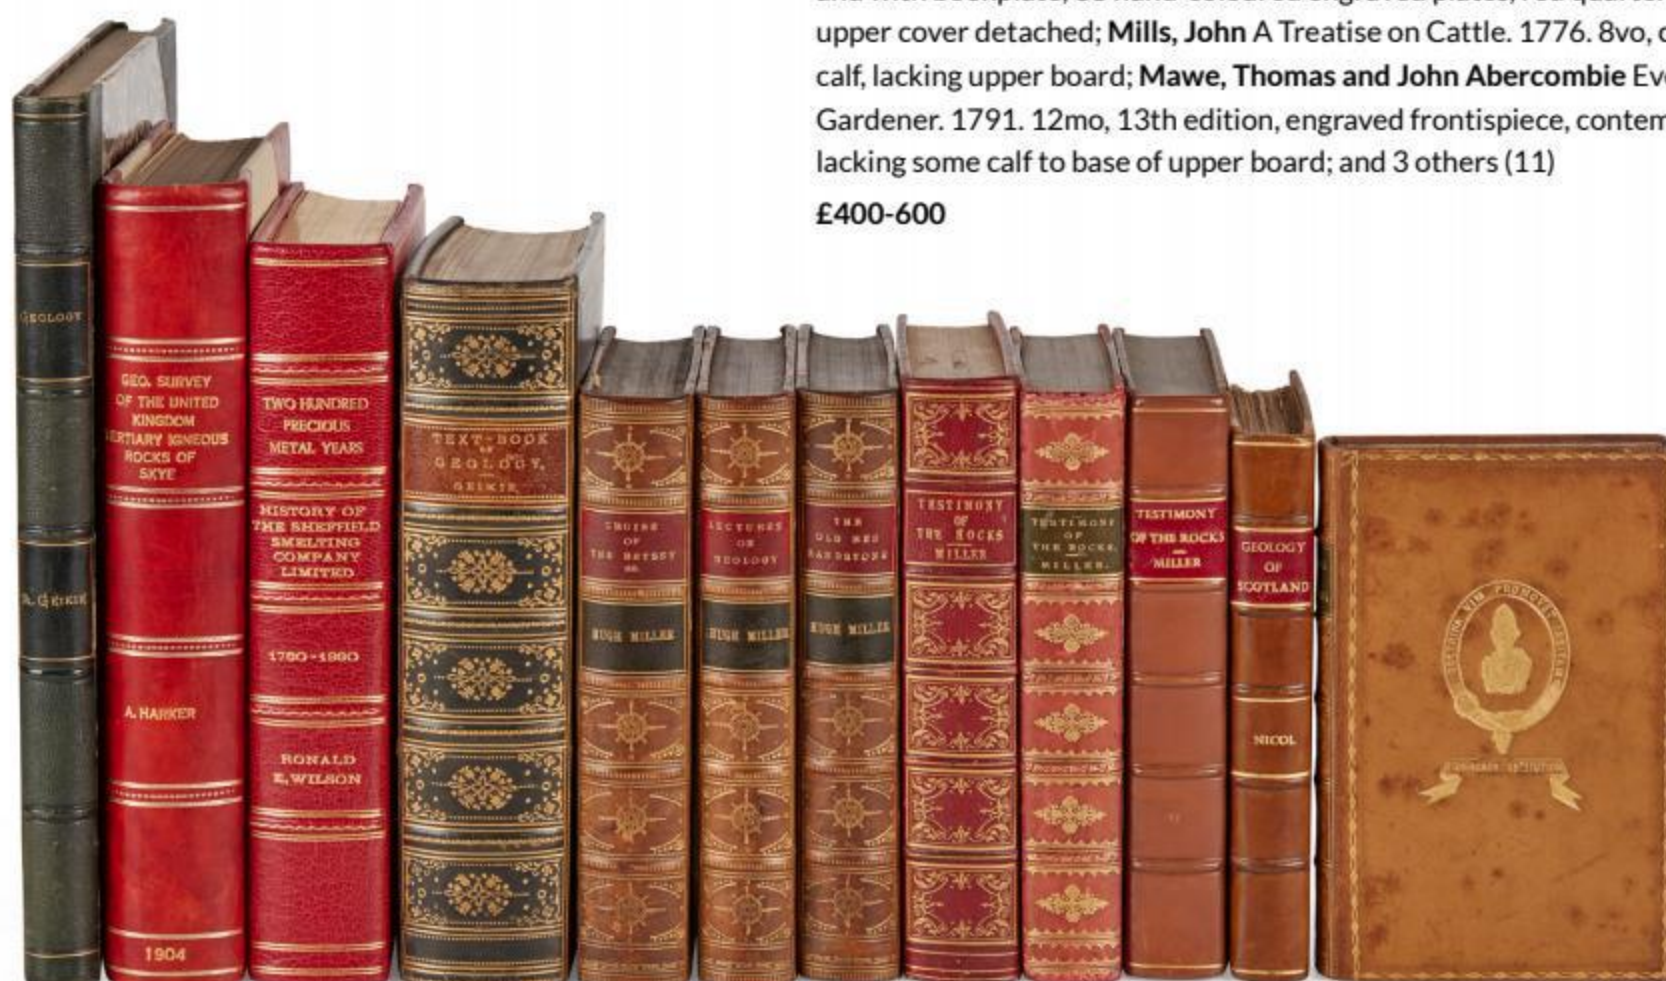 upper cover detached; Mills, John A Treatise on Cattle. 1776. 8vo,
calf, lacking upper board; Mawe, Thomas and John Abercombie
Gardener. 1791. 12mo, 13th edition, engraved frontispiece,
lacking some calf to base of upper board; and 3 others (11)
£400-600
GEOLOGY
A. GEIKIE
GEO. SURVEY
OF THE UNITED
KINGDOM
TERTIARY IGNEOUS
ROCKS OF
SKYE
A. HARKER
1904
TWO HUNDRED
PRECIOUS
METAL YEARS
HISTORY OF
THE SHEFFIELD
SMELTING
COMPANY
LIMITED
1760-1960
RONALD
E. WILSON
TEXT-BOOK
OF
GEOLOGY,
GEIKIE.
CRUISE
OF
THE BETSEY
HUGH MILLER
LECTURES
ON
GEOLOGY
HUGH MILLER
THE
OLD RED
SANDSTONE
HUGH MILLER
TESTIMONY
OF
THE ROCKS
MILLER
TESTIMONY
OF
THE ROCKS,
MILLER.
TESTIMONY
OF THE ROCKS
MILLER
GEOLOGY
OF
SCOTLAND
NICOL